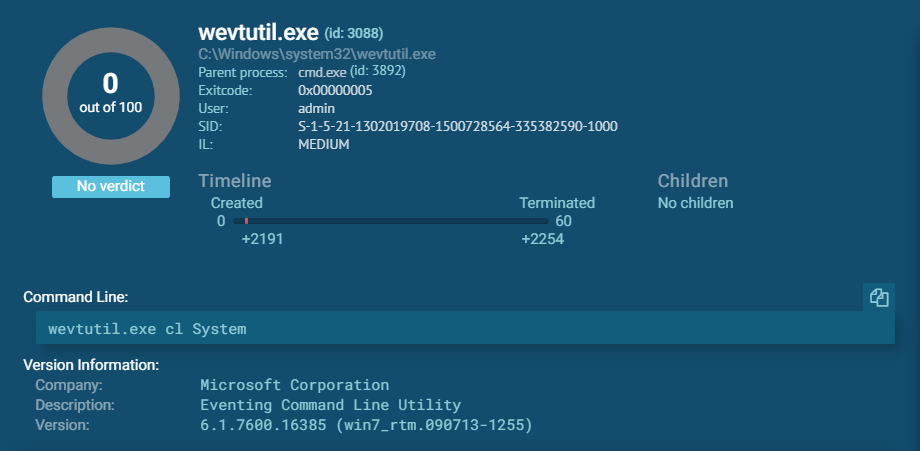 wevtutil.exe (id: 3088)
C:\Windows\system32\wevtutil.exe
Parent process: cmd.exe (id: 3892)
Exitcode: 0x00000005
User: admin
SID: S-1-5-21-1302019708-1500728564-335382590-1000
IL: MEDIUM
0
out of 100
No verdict
Timeline
Created Terminated
0 60
+2191 +2254
Children
No children
Command Line:
wevtutil.exe cl System
Version Information:
Company: Microsoft Corporation
Description: Eventing Command Line Utility
Version: 6.1.7600.16385 (win7_rtm.090713-1255)